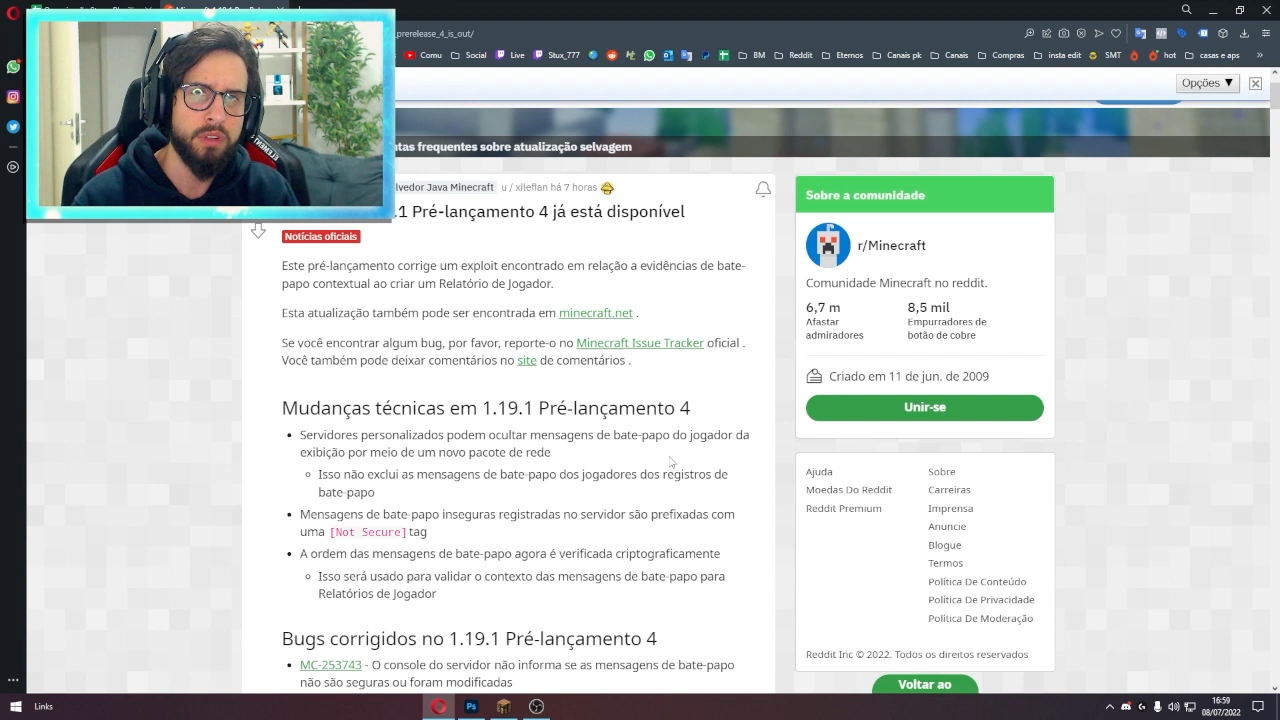 _prerelease_4_is_out/
Comu
Social
Live
Stux_777
BM
Reddit
Eternos
Canais pk
Canais
Compras
insta edit
SMT
hot
casas e apts
Opções ▼
ntas frequentes sobre atualização selvagem
lvedor Java Minecraft u / xilefian há 7 horas
.1 Pré-lançamento 4 já está disponível
Notícias oficiais
Este pré-lançamento corrige um exploit encontrado em relação a evidências de bate-
papo contextual ao criar um Relatório de Jogador.
Esta atualização também pode ser encontrada em minecraft.net .
Se você encontrar algum bug, por favor, reporte-o no Minecraft Issue Tracker oficial .
Você também pode deixar comentários no site de comentários .
Mudanças técnicas em 1.19.1 Pré-lançamento 4
Servidores personalizados podem ocultar mensagens de bate-papo do jogador da
exibição por meio de um novo pacote de rede
Isso não exclui as mensagens de bate-papo dos jogadores dos registros de
bate-papo
Mensagens de bate-papo inseguras registradas no servidor são prefixadas com
uma [Not Secure] tag
A ordem das mensagens de bate-papo agora é verificada criptograficamente
Isso será usado para validar o contexto das mensagens de bate-papo para
Relatórios de Jogador
Bugs corrigidos no 1.19.1 Pré-lançamento 4
MC-253743 - O console do servidor não informa se as mensagens de bate-papo
não são seguras ou foram modificadas
Sobre a comunidade
r/Minecraft
Comunidade Minecraft no reddit.
6,7 m 8,5 mil
Afastar Empurradores de
admiradores botão de cobre
Criado em 11 de jun. de 2009
Unir-se
Ajuda Sobre
Moedas Do Reddit Carreiras
Reddit Premium Imprensa
Anuncie
Blogue
Termos
Política De Conteúdo
Política De Privacidade
Política De Moderação
Reddit Inc © 2022. Todos os direitos reservados
Voltar ao
Links
16:59
08/07/2022